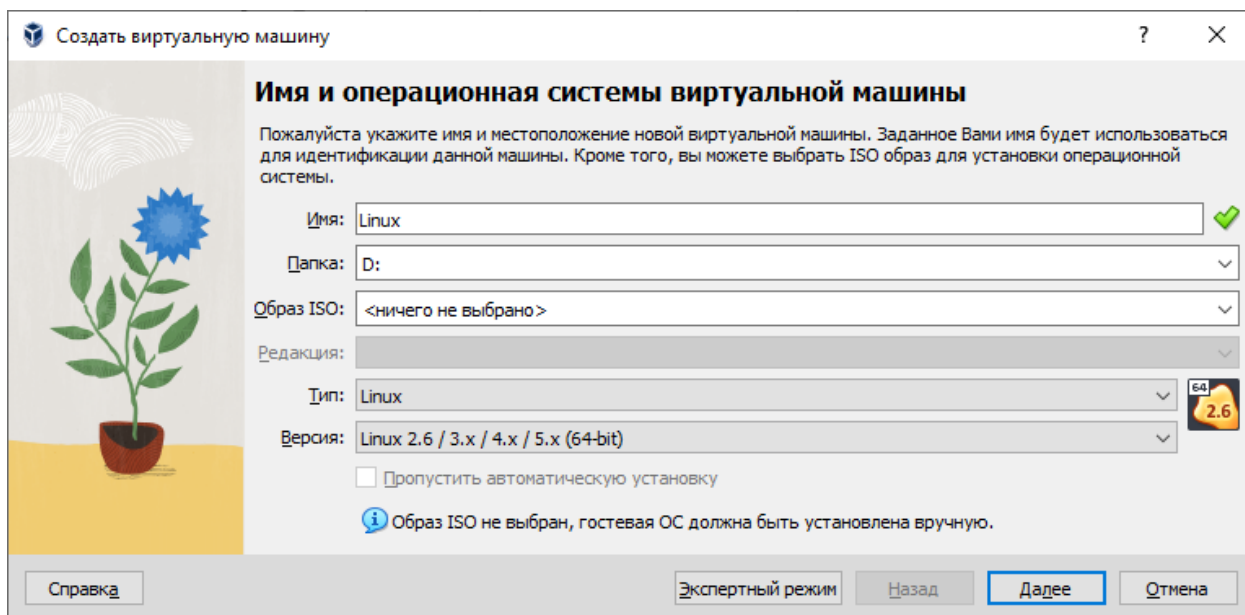 Создать виртуальную машину
?
Имя и операционная системы виртуальной машины
Пожалуйста укажите имя и местоположение новой виртуальной машины. Заданное Вами имя будет использоваться
для идентификации данной машины. Кроме того, вы можете выбрать ISO образ для установки операционной
системы.
Имя: Linux
Папка: D:
Образ ISO: <ничего не выбрано>
Редакция:
Тип: Linux
64
2.6
Версия: Linux 2.6 / 3.x / 4.x / 5.x (64-bit)
Пропустить автоматическую установку
Образ ISO не выбран, гостевая ОС должна быть установлена вручную.
Справка Экспертный режим Назад Далее Отмена